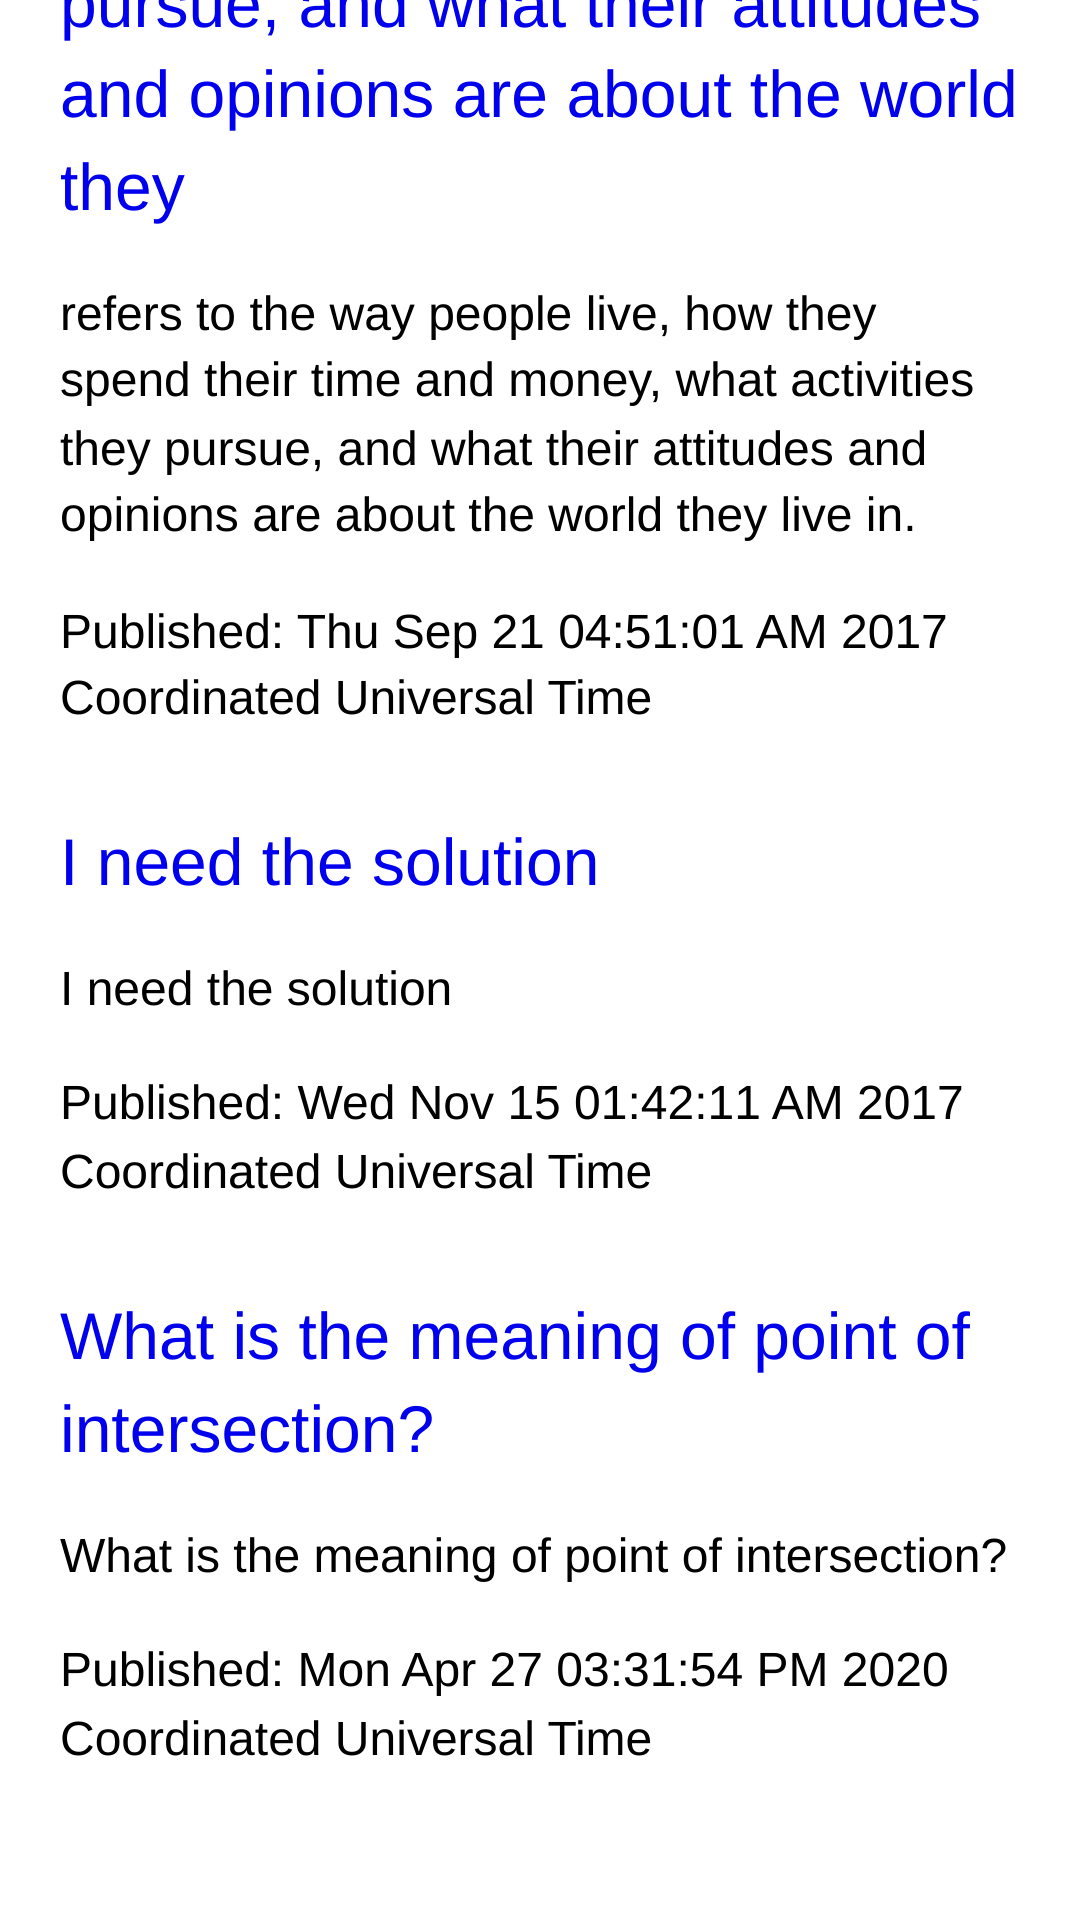 pursue, and what their attitudes
and opinions are about the world
they
refers to the way people live, how they
spend their time and money, what activities
they pursue, and what their attitudes and
opinions are about the world they live in.
Published: Thu Sep 21 04:51:01 AM 2017
Coordinated Universal Time
I need the solution
I need the solution
Published: Wed Nov 15 01:42:11 AM 2017
Coordinated Universal Time
What is the meaning of point of
intersection?
What is the meaning of point of intersection?
Published: Mon Apr 27 03:31:54 PM 2020
Coordinated Universal Time